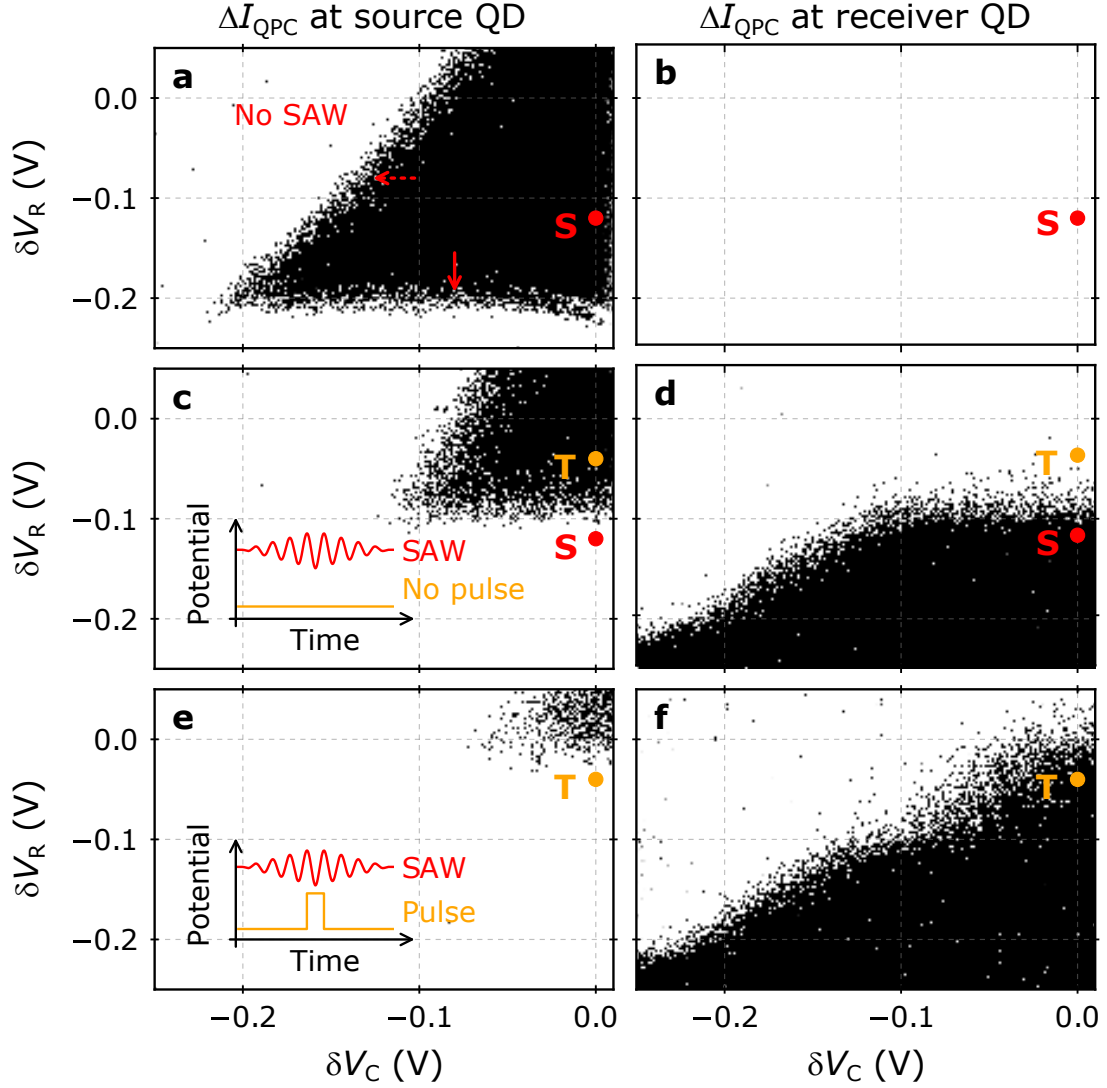 ΔI_QPC at source QD
ΔI_QPC at receiver QD
a
No SAW
S
b
S
0.0
−0.1
−0.2
δV_R (V)
c
T
S
Potential
SAW
No pulse
Time
d
T
S
0.0
−0.1
−0.2
δV_R (V)
e
T
Potential
SAW
Pulse
Time
f
T
0.0
−0.1
−0.2
δV_R (V)
−0.2
−0.1
0.0
δV_C (V)
−0.2
−0.1
0.0
δV_C (V)